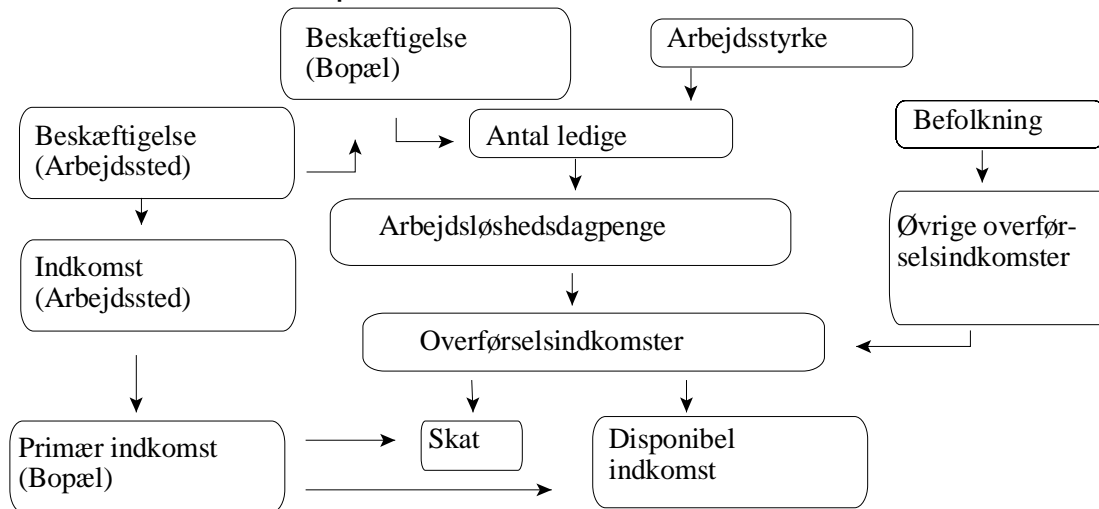 Beskæftigelse
(Bopæl)
Arbejdsstyrke
Beskæftigelse
(Arbejdssted)
Antal ledige
Befolkning
Arbejdsløshedsdagpenge
Øvrige overfør-
selsindkomster
Indkomst
(Arbejdssted)
Overførselsindkomster
Primær indkomst
(Bopæl)
Skat
Disponibel
indkomst